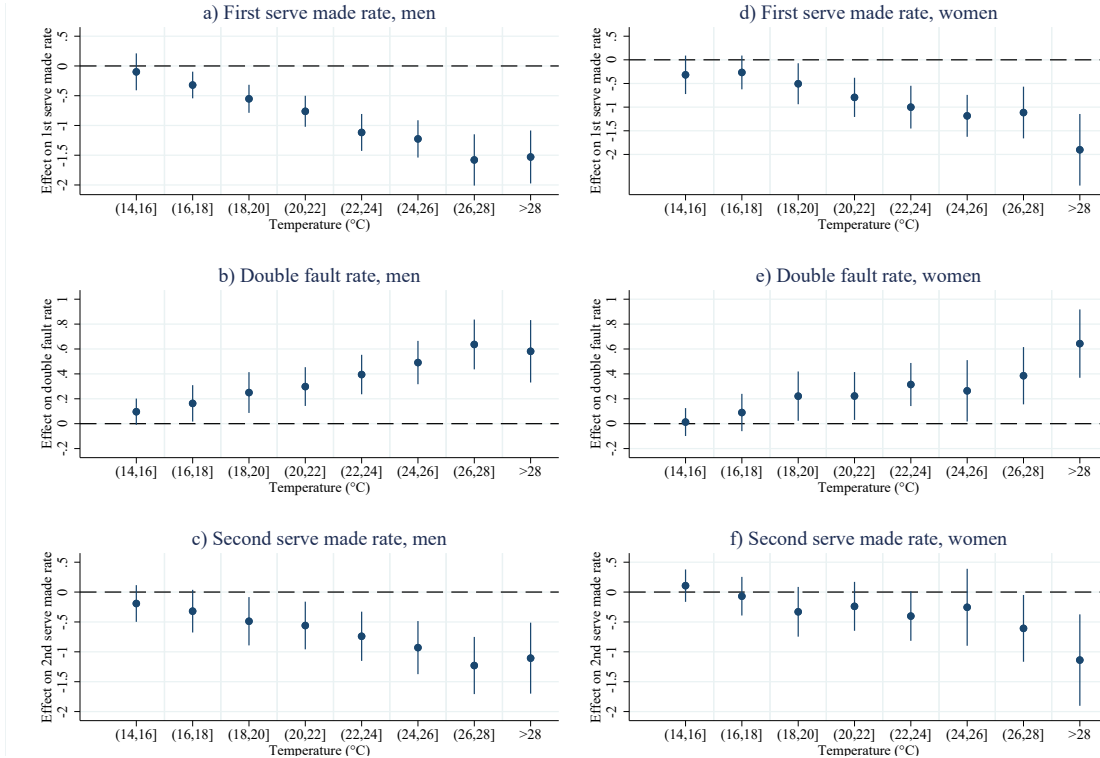 a) First serve made rate, men
Effect on 1st serve made rate
.5
0
-.5
-1
-1.5
-2
(14,16] (16,18] (18,20] (20,22] (22,24] (24,26] (26,28] >28
Temperature (°C)
d) First serve made rate, women
Effect on 1st serve made rate
.5
0
-.5
-1
-1.5
-2
(14,16] (16,18] (18,20] (20,22] (22,24] (24,26] (26,28] >28
Temperature (°C)
b) Double fault rate, men
Effect on double fault rate
1
.8
.6
.4
.2
0
-.2
(14,16] (16,18] (18,20] (20,22] (22,24] (24,26] (26,28] >28
Temperature (°C)
e) Double fault rate, women
Effect on double fault rate
1
.8
.6
.4
.2
0
-.2
(14,16] (16,18] (18,20] (20,22] (22,24] (24,26] (26,28] >28
Temperature (°C)
c) Second serve made rate, men
Effect on 2nd serve made rate
.5
0
-.5
-1
-1.5
-2
(14,16] (16,18] (18,20] (20,22] (22,24] (24,26] (26,28] >28
Temperature (°C)
f) Second serve made rate, women
Effect on 2nd serve made rate
.5
0
-.5
-1
-1.5
-2
(14,16] (16,18] (18,20] (20,22] (22,24] (24,26] (26,28] >28
Temperature (°C)